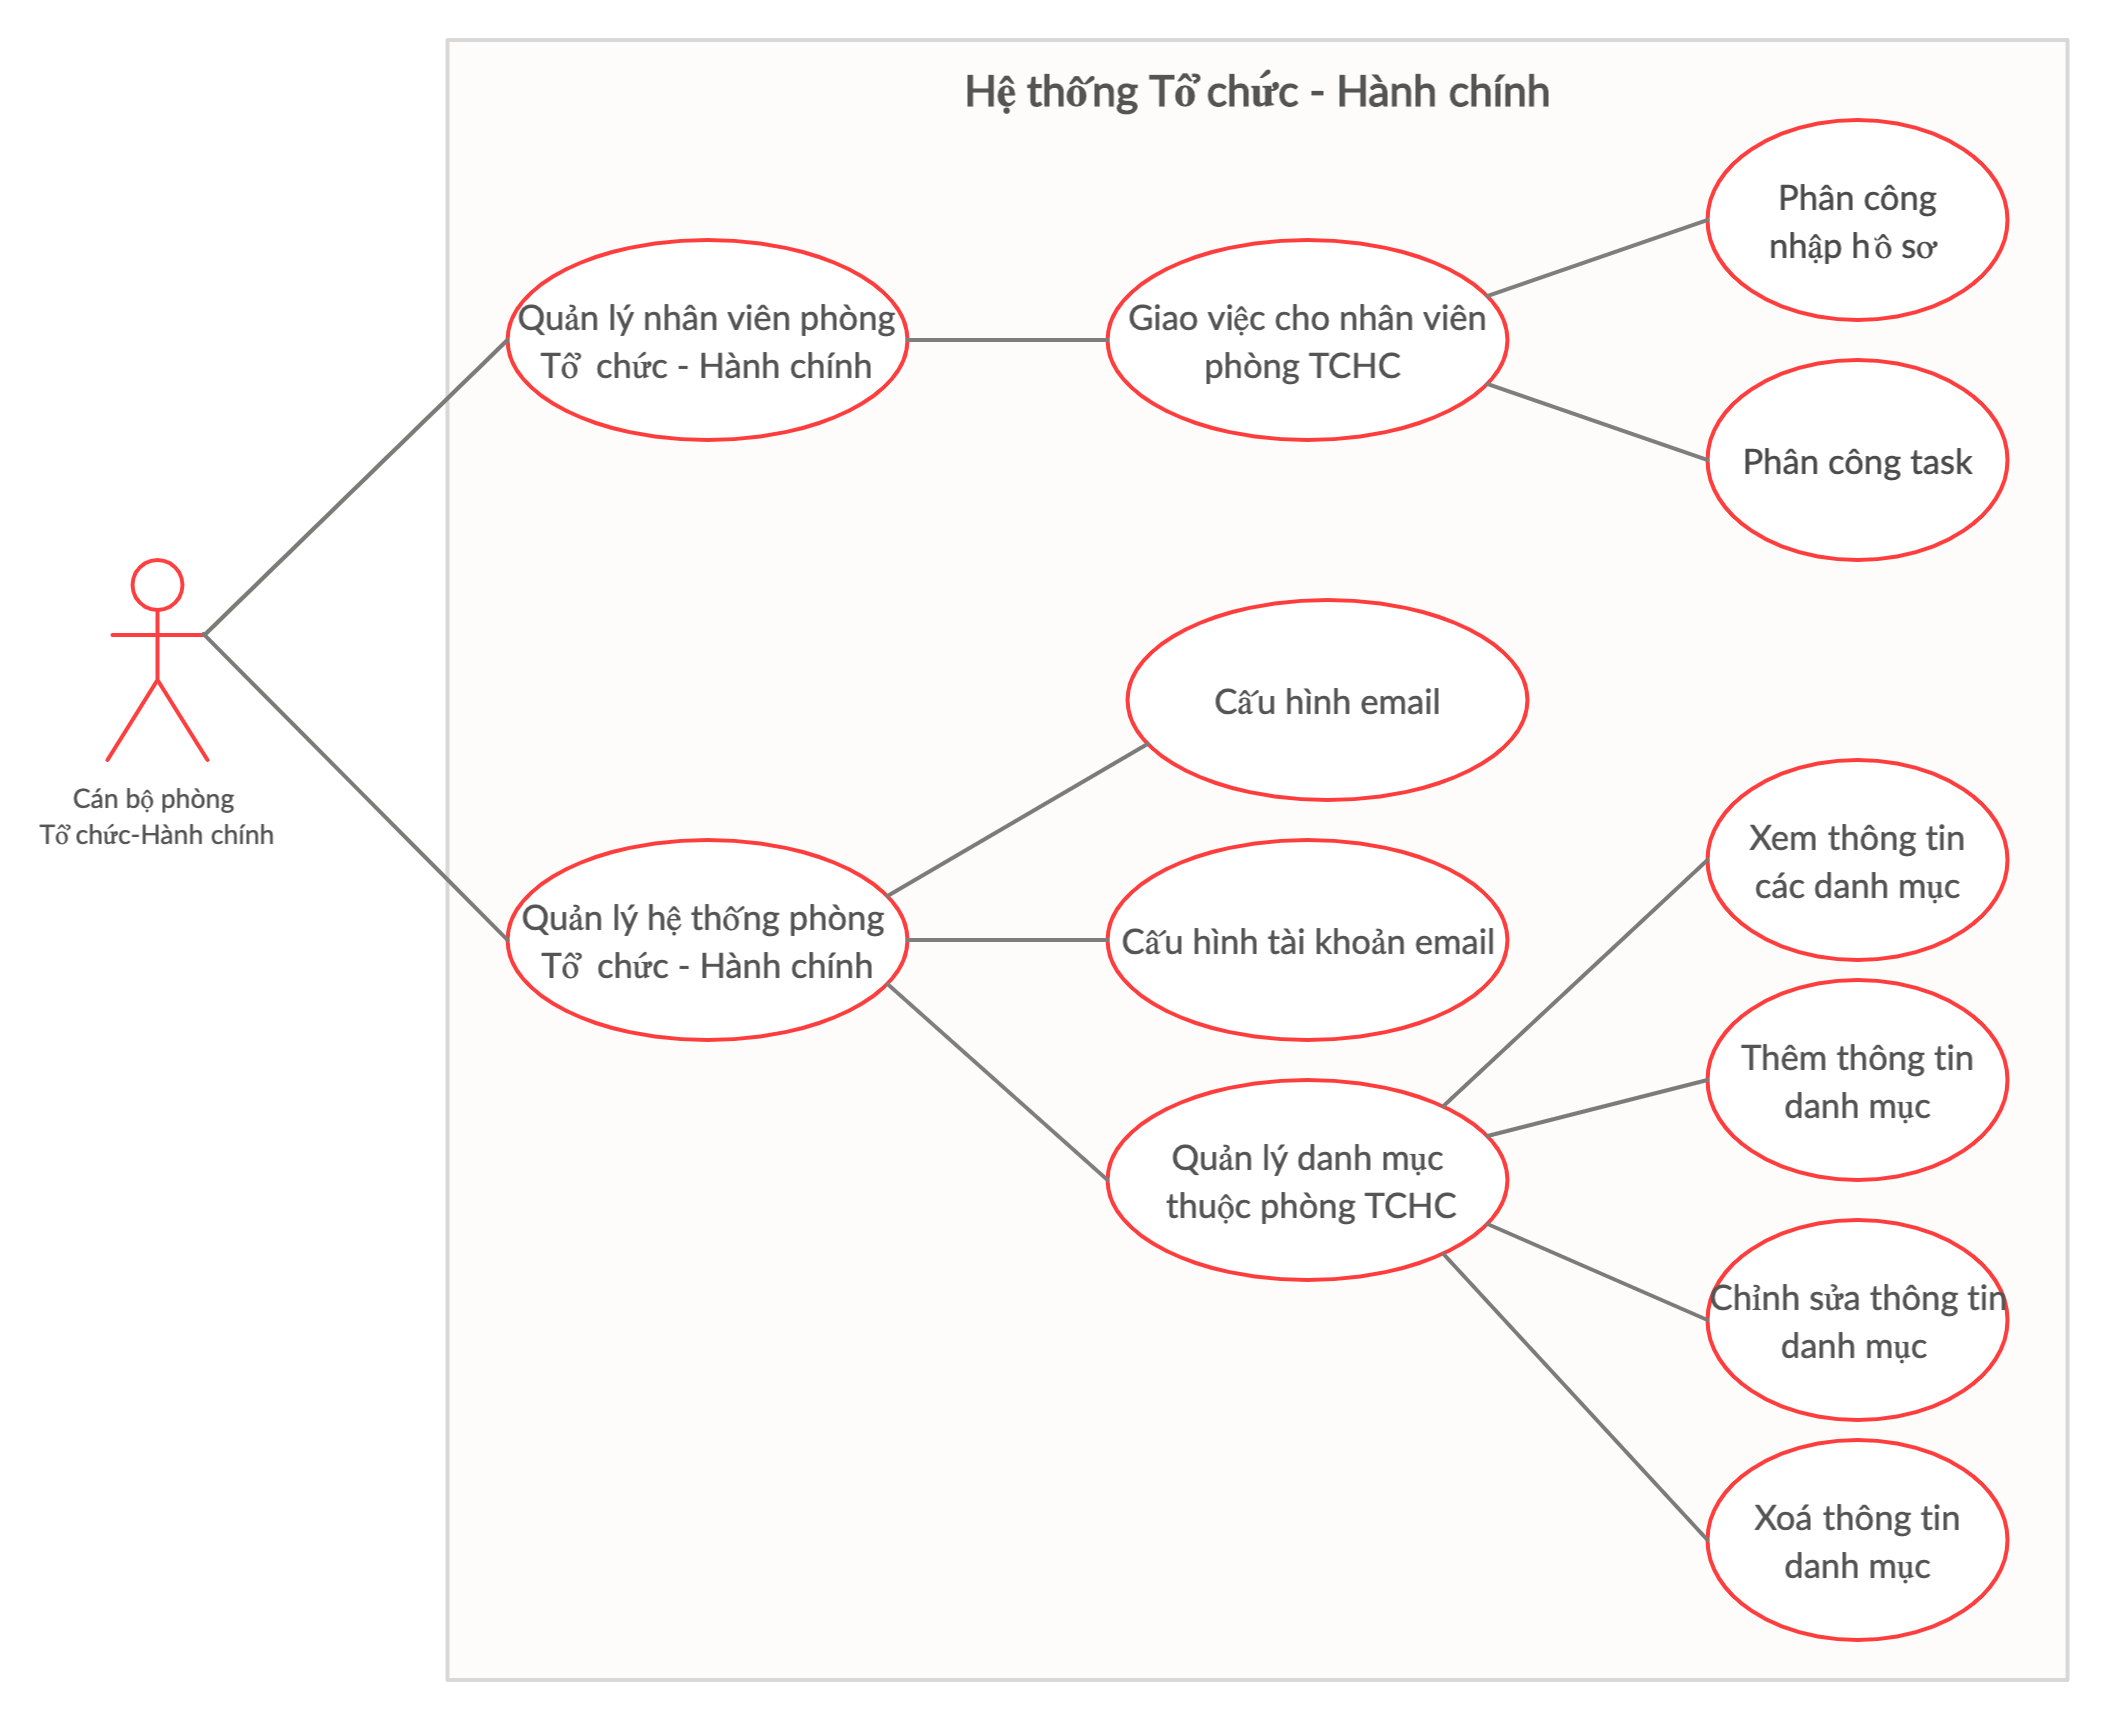 Hệ thống Tổ chức - Hành chính
Phân công
nhập hồ sơ
Quản lý nhân viên phòng
Tổ chức - Hành chính
Giao việc cho nhân viên
phòng TCHC
Phân công task
Cấu hình email
Cán bộ phòng
Tổ chức-Hành chính
Xem thông tin
các danh mục
Quản lý hệ thống phòng
Tổ chức - Hành chính
Cấu hình tài khoản email
Thêm thông tin
danh mục
Quản lý danh mục
thuộc phòng TCHC
Chỉnh sửa thông tin
danh mục
Xoá thông tin
danh mục